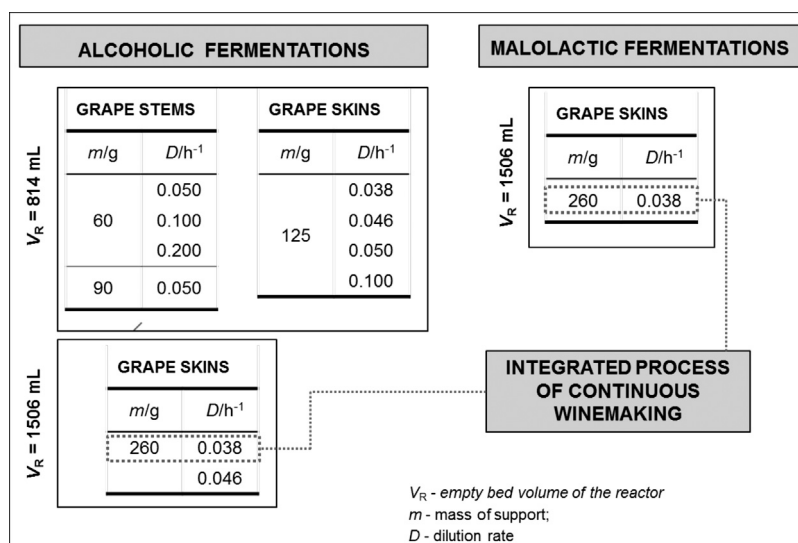 ALCOHOLIC FERMENTATIONS
MALOLACTIC FERMENTATIONS
V_R = 814 mL
GRAPE STEMS
m/g D/h⁻¹
60 0.050
0.100
0.200
90 0.050
GRAPE SKINS
m/g D/h⁻¹
125 0.038
0.046
0.050
0.100
V_R = 1506 mL
GRAPE SKINS
m/g D/h⁻¹
260 0.038
V_R = 1506 mL
GRAPE SKINS
m/g D/h⁻¹
260 0.038
0.046
INTEGRATED PROCESS
OF CONTINUOUS
WINEMAKING
V_R - empty bed volume of the reactor
m - mass of support;
D - dilution rate